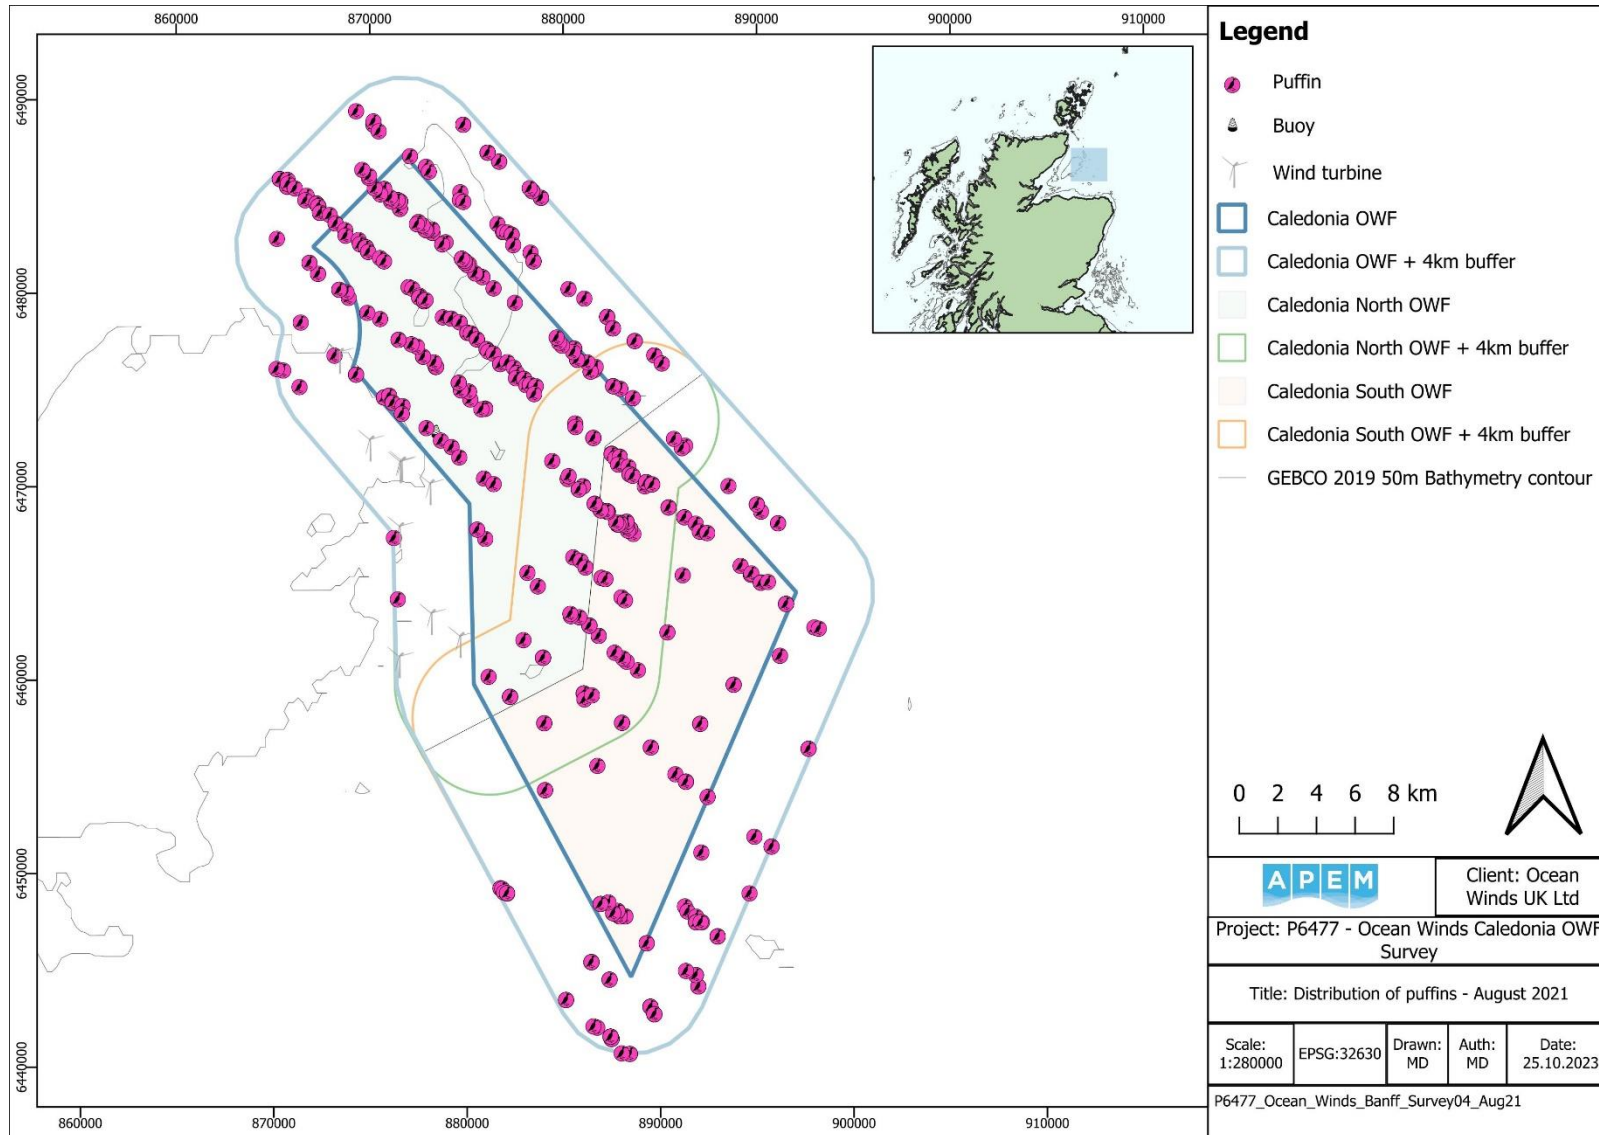 860000 870000 880000 890000 900000 910000
6490000
6480000
6470000
6460000
6450000
6440000
860000 870000 880000 890000 900000 910000
Legend
Puffin
Buoy
Wind turbine
Caledonia OWF
Caledonia OWF + 4km buffer
Caledonia North OWF
Caledonia North OWF + 4km buffer
Caledonia South OWF
Caledonia South OWF + 4km buffer
GEBCO 2019 50m Bathymetry contour
0 2 4 6 8 km
APEM
Client: Ocean
Winds UK Ltd
Project: P6477 - Ocean Winds Caledonia OWF
Survey
Title: Distribution of puffins - August 2021
Scale:
1:280000
EPSG:32630
Drawn:
MD
Auth:
MD
Date:
25.10.2023
P6477_Ocean_Winds_Banff_Survey04_Aug21